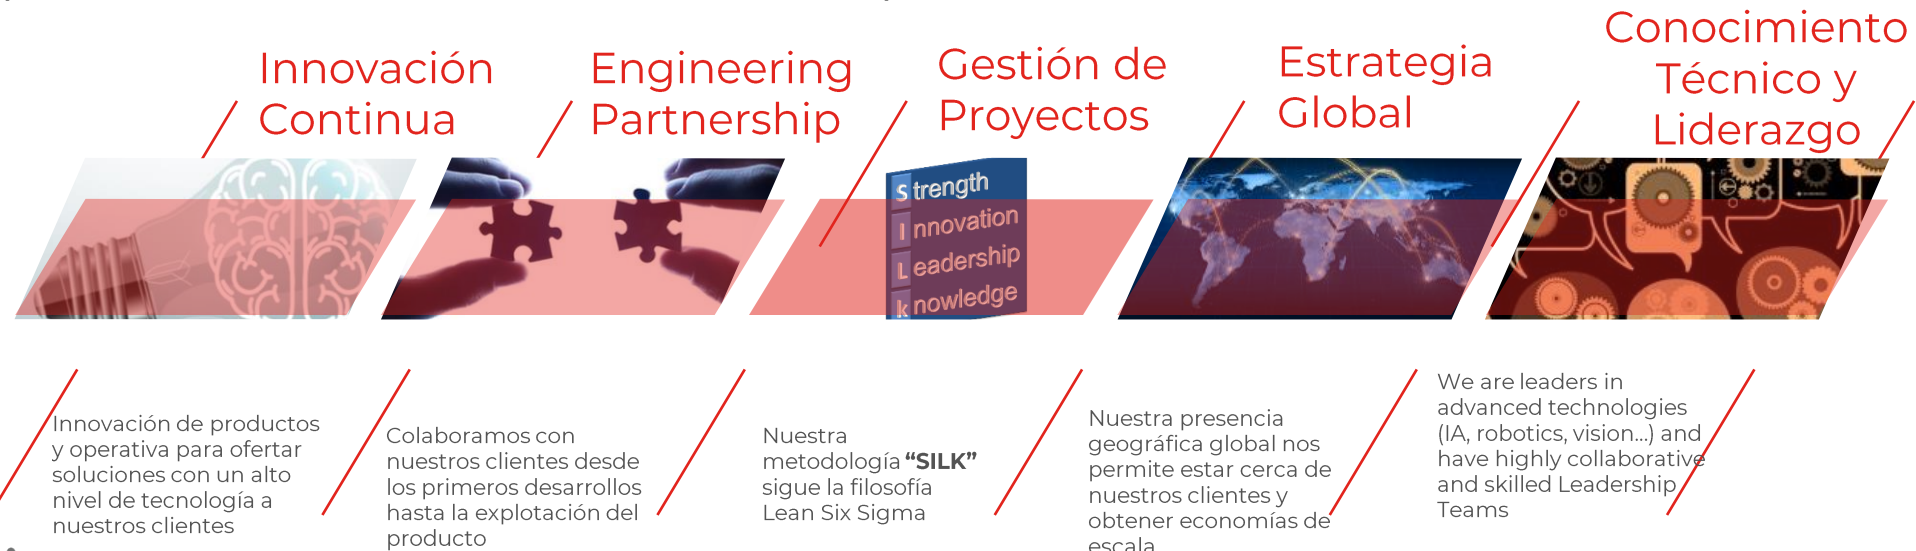 Innovación
Continua
Engineering
Partnership
Gestión de
Proyectos
Estrategia
Global
Conocimiento
Técnico y
Liderazgo
Strength
Innovation
Leadership
knowledge
Innovación de productos
y operativa para ofertar
soluciones con un alto
nivel de tecnología a
nuestros clientes
Colaboramos con
nuestros clientes desde
los primeros desarrollos
hasta la explotación del
producto
Nuestra
metodología “SILK”
sigue la filosofía
Lean Six Sigma
Nuestra presencia
geográfica global nos
permite estar cerca de
nuestros clientes y
obtener economías de
escala
We are leaders in
advanced technologies
(IA, robotics, vision...) and
have highly collaborative
and skilled Leadership
Teams